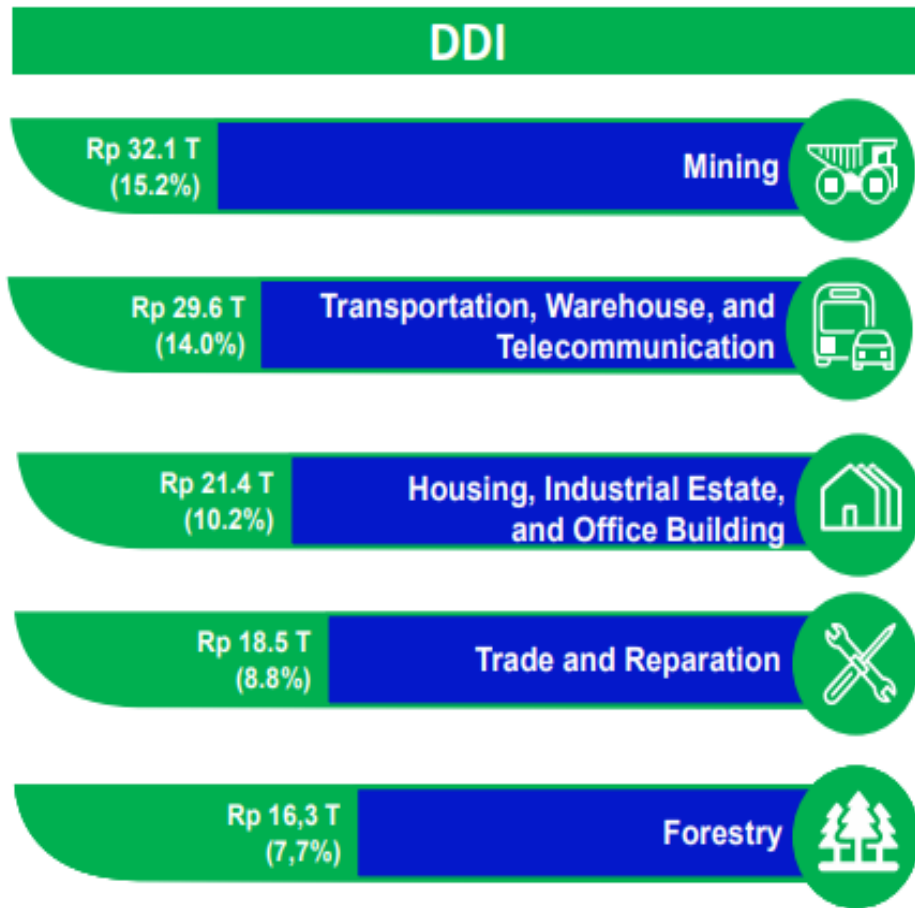 DDI
Rp 32.1 T
(15.2%)
Mining
Rp 29.6 T
(14.0%)
Transportation, Warehouse, and
Telecommunication
Rp 21.4 T
(10.2%)
Housing, Industrial Estate,
and Office Building
Rp 18.5 T
(8.8%)
Trade and Reparation
Rp 16,3 T
(7,7%)
Forestry